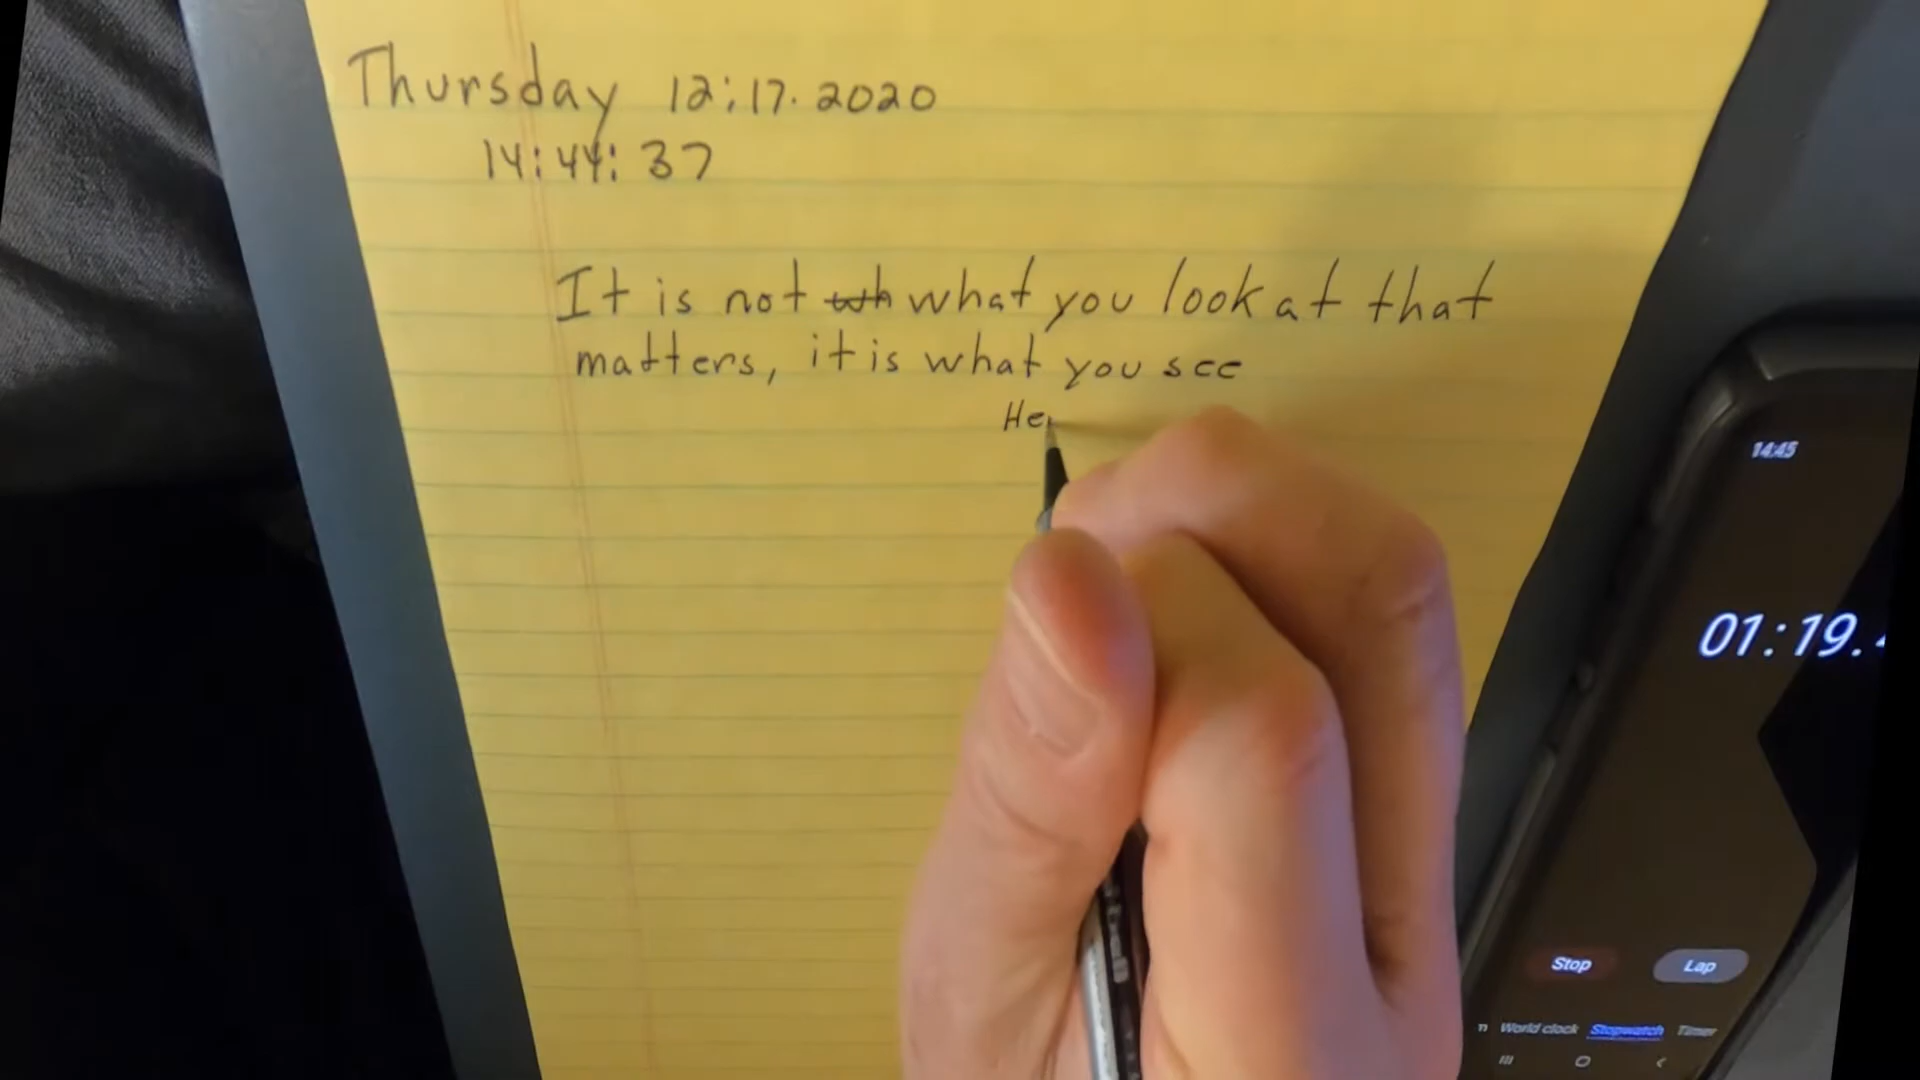 Thursday 12:17.2020
14:44:37
It is not wh what you look at that
matters, it is what you see
He
14:45
01:19.
Stop
Lap
World clock Stopwatch Timer